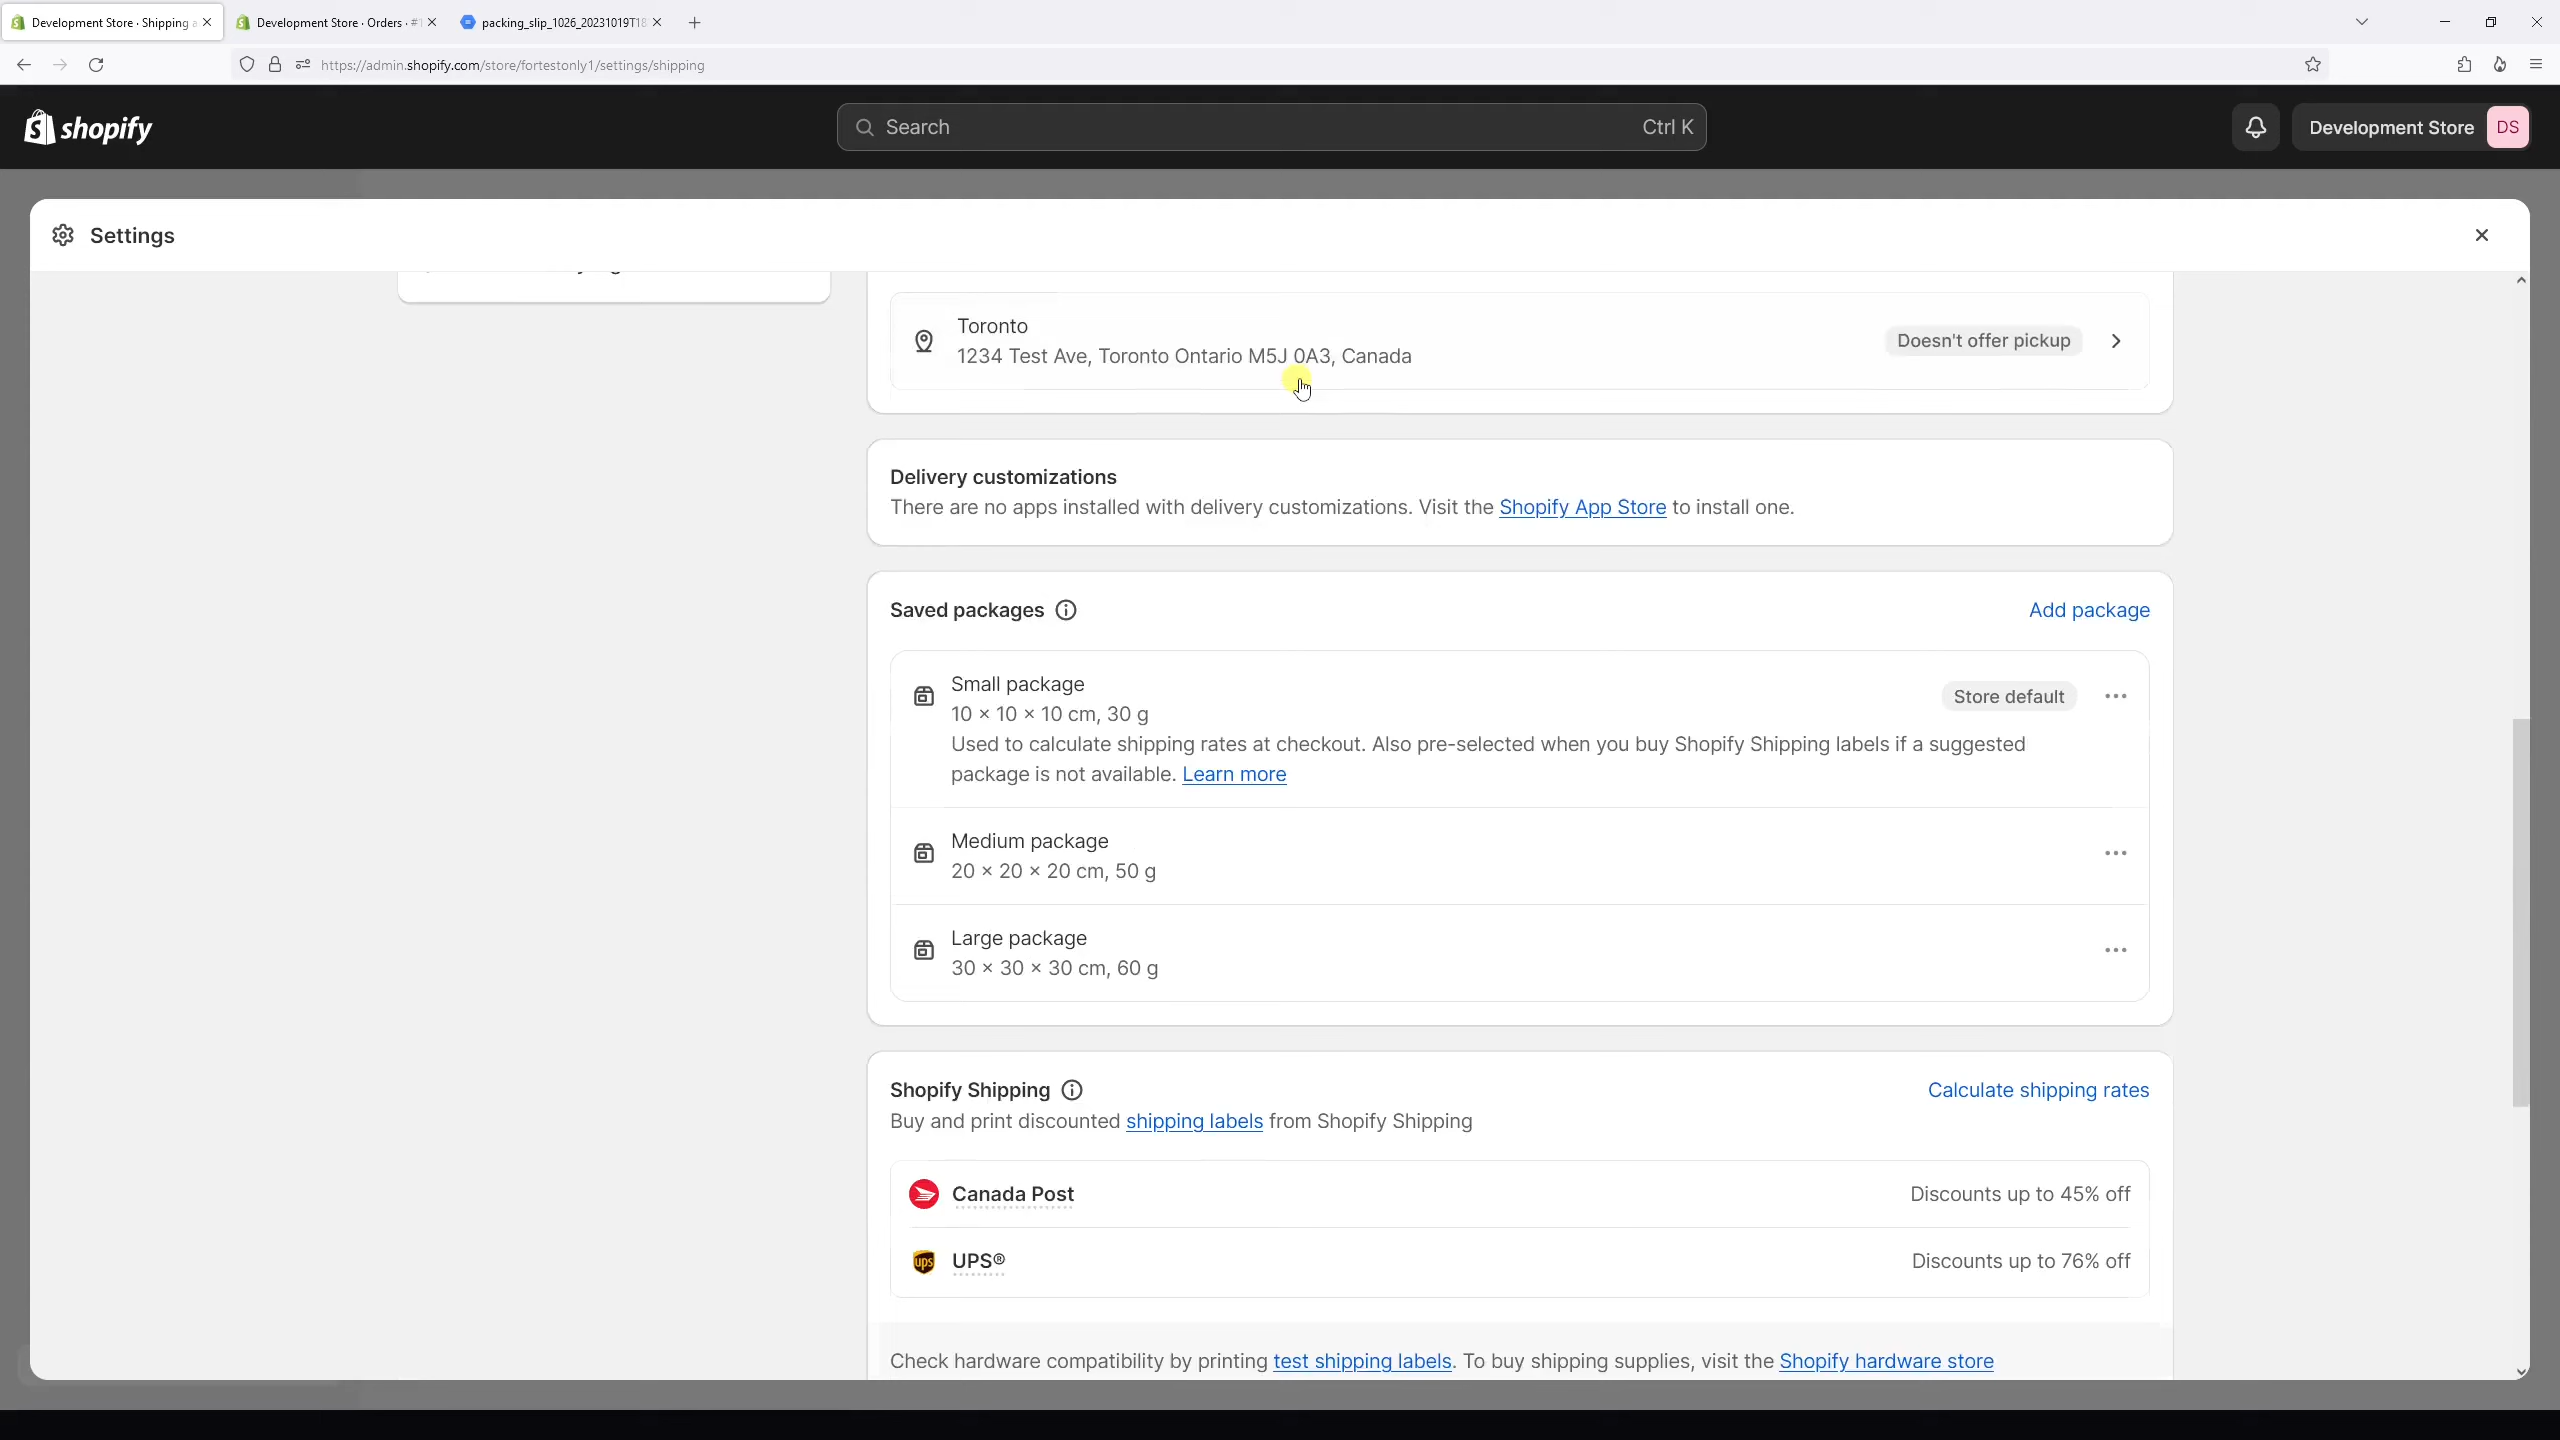 Development Store · Shipping a
Development Store · Orders · #1
packing_slip_1026_20231019T18
https://admin.shopify.com/store/fortestonly1/settings/shipping
shopify
Search
Ctrl K
Development Store
DS
Settings
Toronto
1234 Test Ave, Toronto Ontario M5J 0A3, Canada
Doesn't offer pickup
Delivery customizations
There are no apps installed with delivery customizations. Visit the Shopify App Store to install one.
Saved packages
Add package
Small package
10 × 10 × 10 cm, 30 g
Store default
Used to calculate shipping rates at checkout. Also pre-selected when you buy Shopify Shipping labels if a suggested
package is not available. Learn more
Medium package
20 × 20 × 20 cm, 50 g
Large package
30 × 30 × 30 cm, 60 g
Shopify Shipping
Calculate shipping rates
Buy and print discounted shipping labels from Shopify Shipping
Canada Post
Discounts up to 45% off
ups
UPS®
Discounts up to 76% off
Check hardware compatibility by printing test shipping labels. To buy shipping supplies, visit the Shopify hardware store